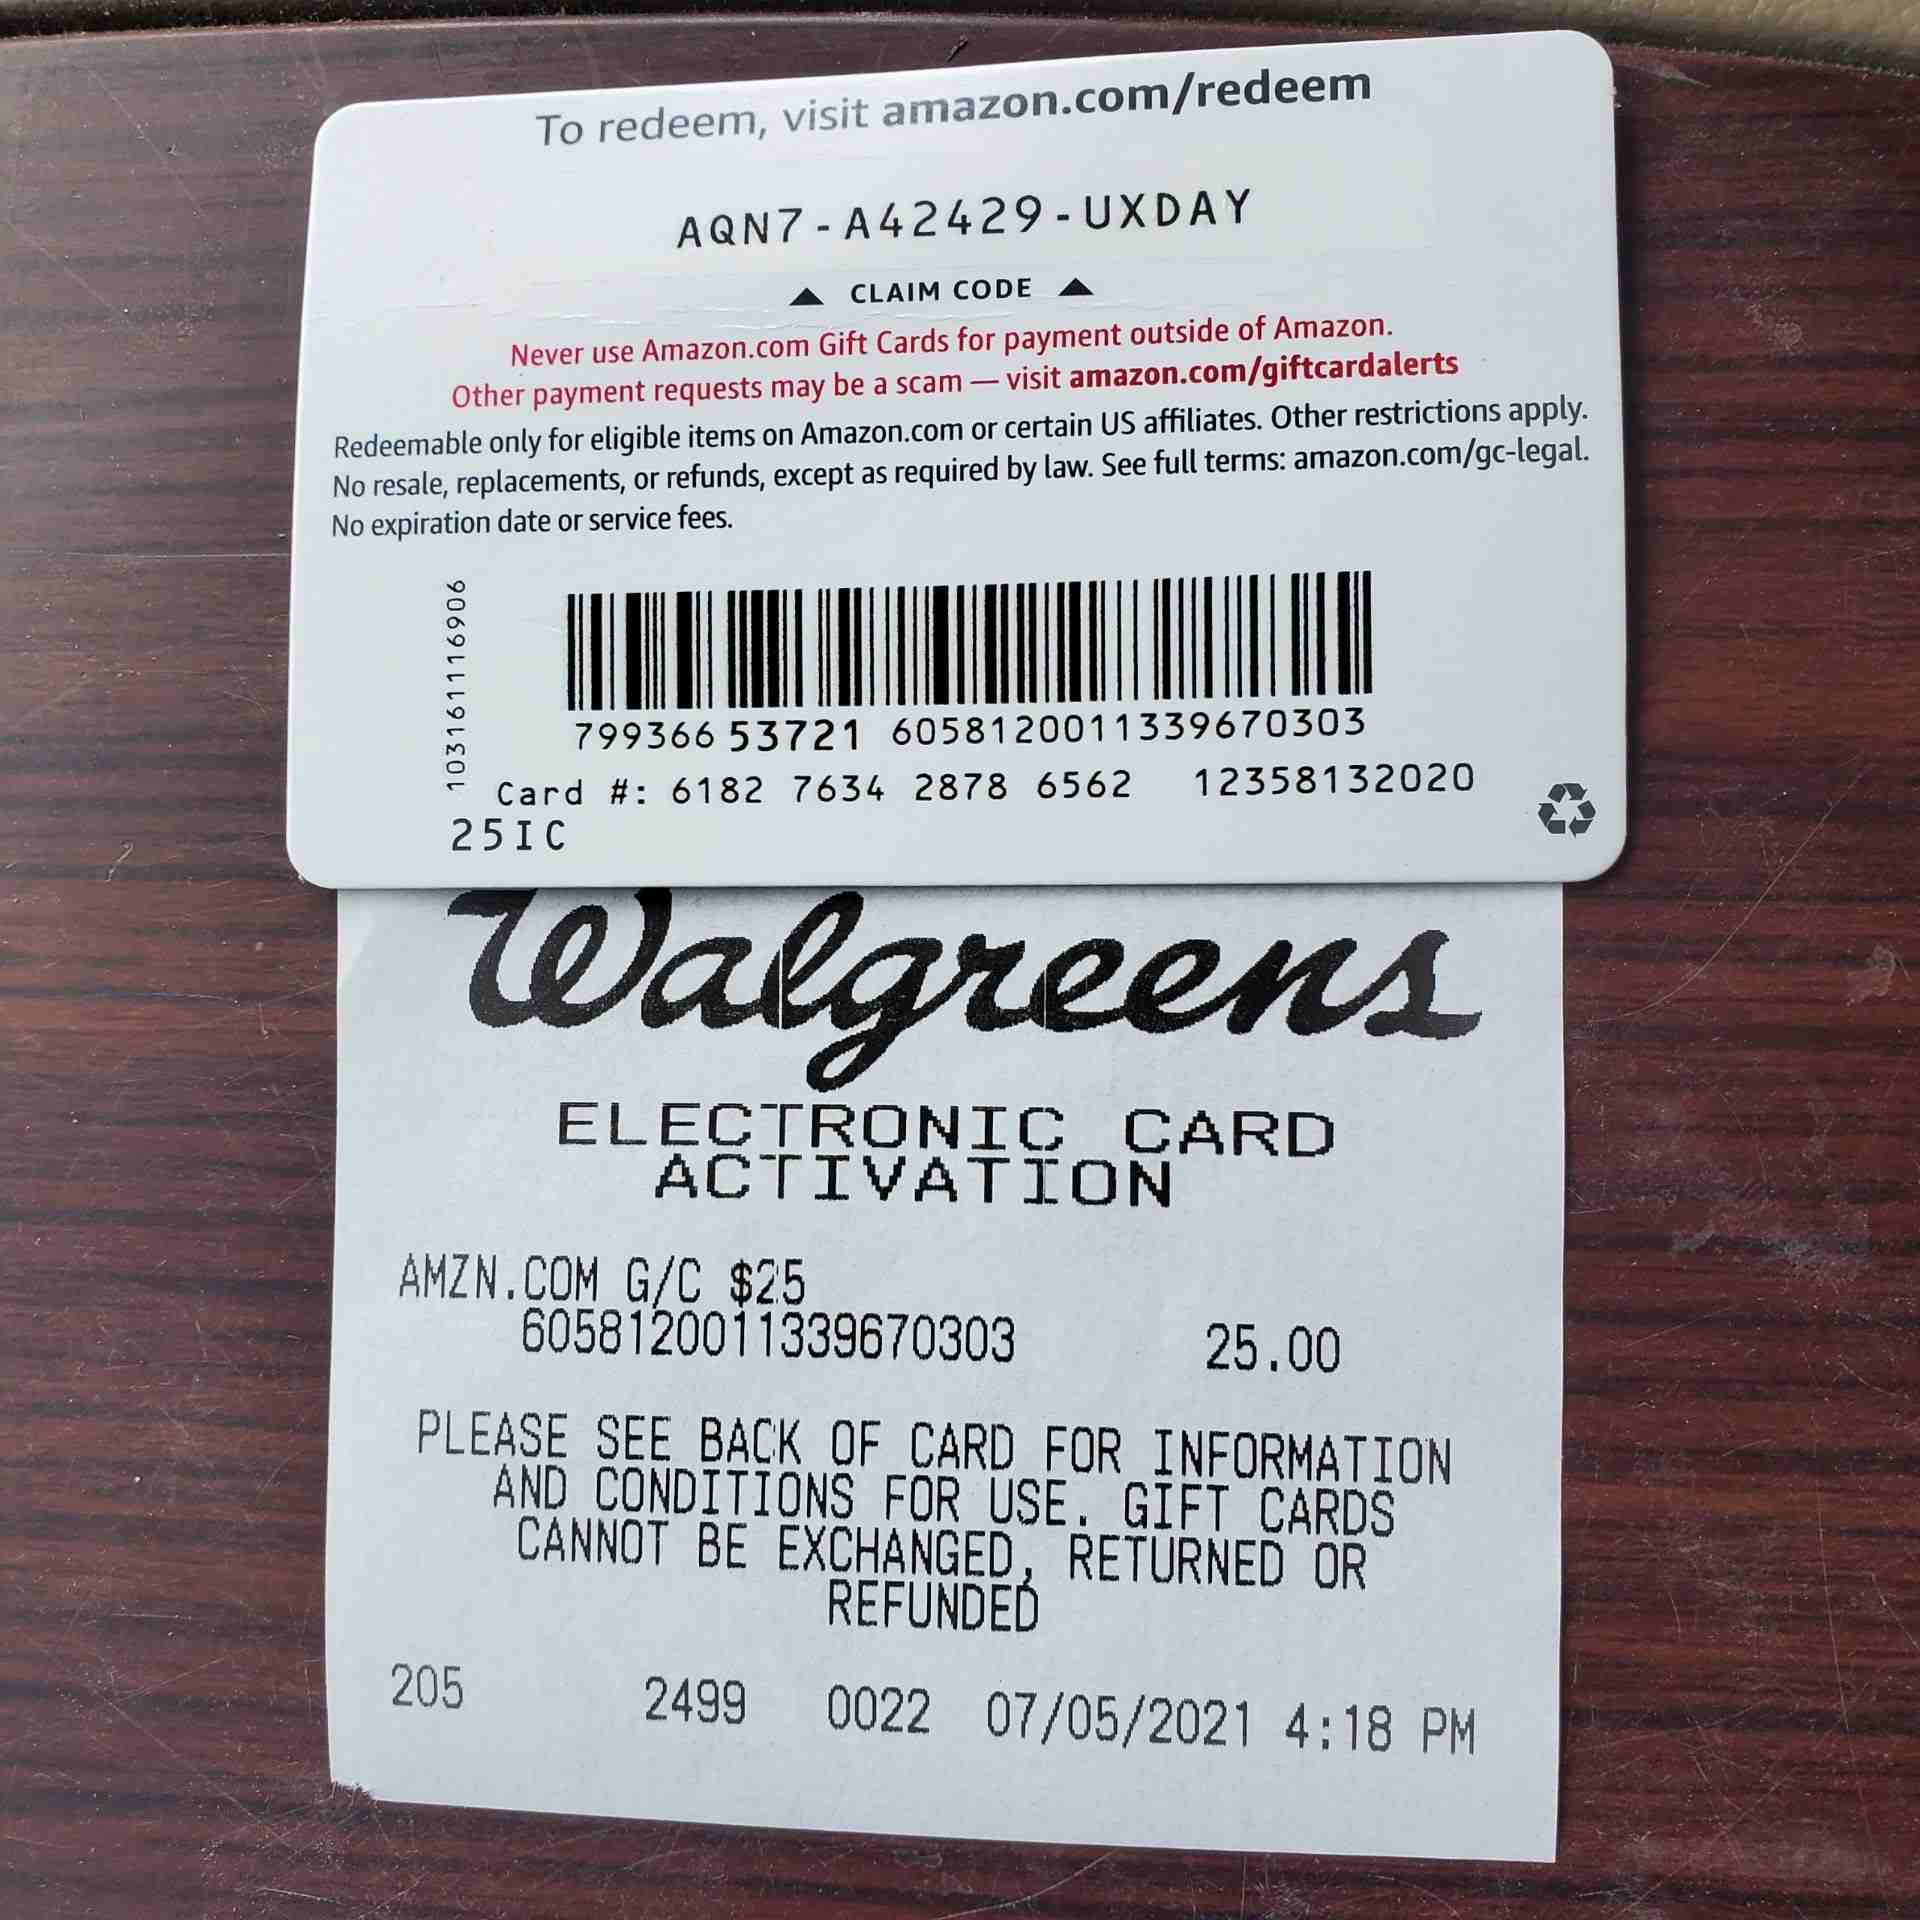 To redeem, visit amazon.com/redeem
AQN7-A42429-UXDAY
▲ CLAIM CODE ▲
Never use Amazon.com Gift Cards for payment outside of Amazon.
Other payment requests may be a scam — visit amazon.com/giftcardalerts
Redeemable only for eligible items on Amazon.com or certain US affiliates. Other restrictions apply.
No resale, replacements, or refunds, except as required by law. See full terms: amazon.com/gc-legal.
No expiration date or service fees.
103161116906
799366 53721 6058120011339670303
Card #: 6182 7634 2878 6562 12358132020
25IC
Walgreens
ELECTRONIC CARD
ACTIVATION
AMZN.COM G/C $25
6058120011339670303 25.00
PLEASE SEE BACK OF CARD FOR INFORMATION
AND CONDITIONS FOR USE. GIFT CARDS
CANNOT BE EXCHANGED, RETURNED OR
REFUNDED
205 2499 0022 07/05/2021 4:18 PM